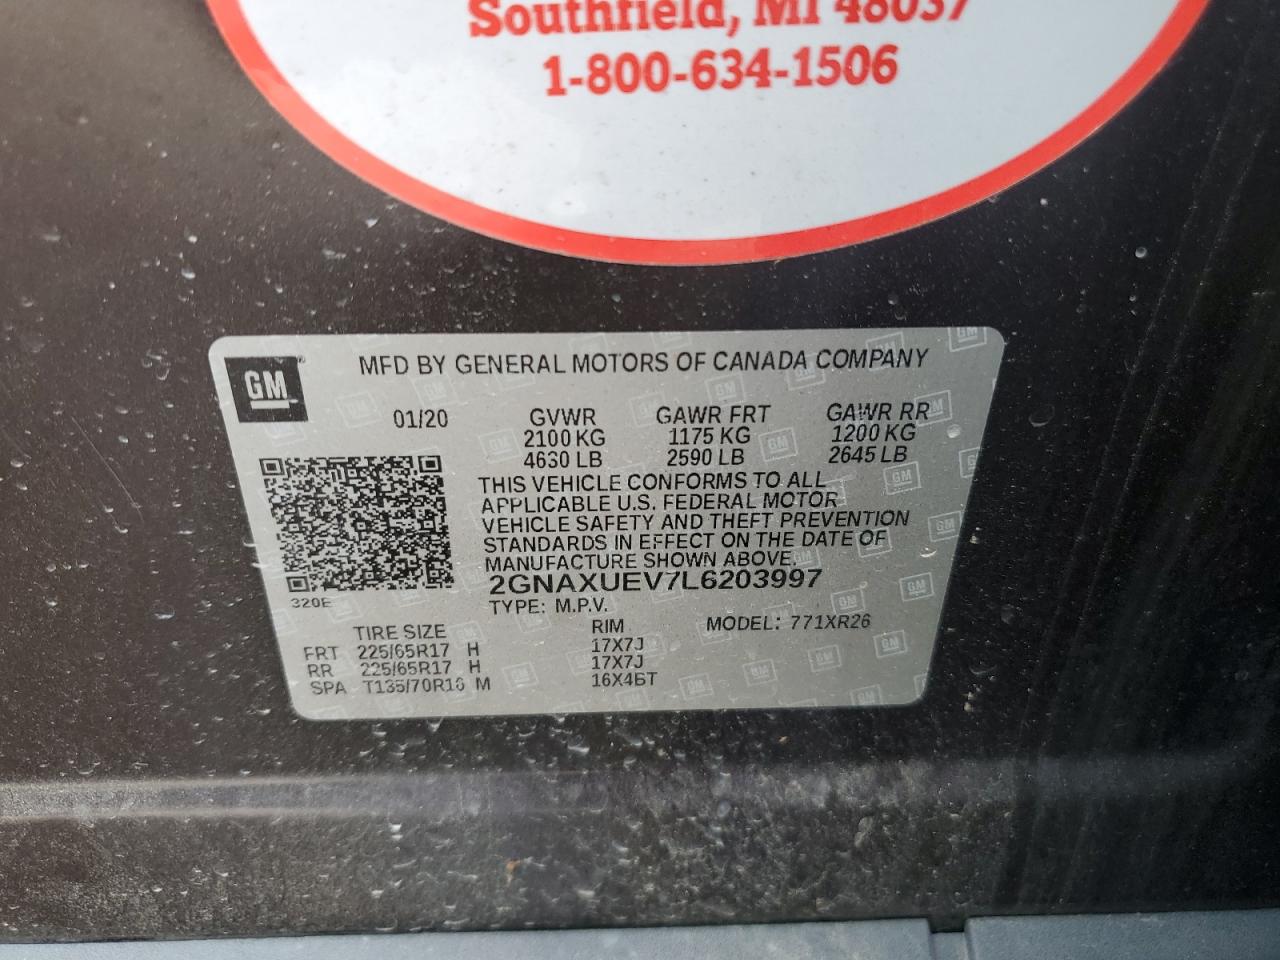 Southfield, MI 48037
1-800-634-1506
GM
MFD BY GENERAL MOTORS OF CANADA COMPANY
01/20 GVWR GAWR FRT GAWR RR
2100 KG 1175 KG 1200 KG
4630 LB 2590 LB 2645 LB
THIS VEHICLE CONFORMS TO ALL
APPLICABLE U.S. FEDERAL MOTOR
VEHICLE SAFETY AND THEFT PREVENTION
STANDARDS IN EFFECT ON THE DATE OF
MANUFACTURE SHOWN ABOVE.
2GNAXUEV7L6203997
320E
TYPE: M.P.V.
MODEL: 771XR26
TIRE SIZE RIM
FRT 225/65R17 H 17X7J
RR 225/65R17 H 17X7J
SPA T135/70R16 M 16X4BT